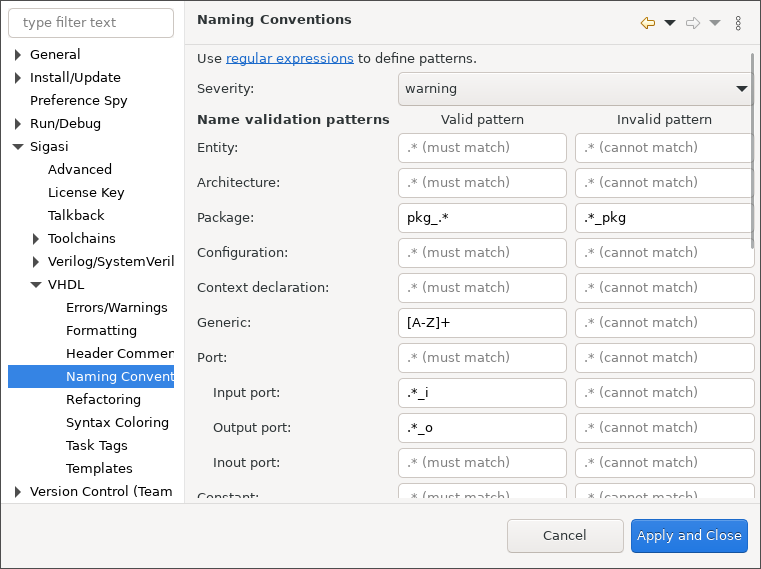 type filter text
General
Install/Update
Preference Spy
Run/Debug
Sigasi
Advanced
License Key
Talkback
Toolchains
Verilog/SystemVeril
VHDL
Errors/Warnings
Formatting
Header Commen
Naming Convent
Refactoring
Syntax Coloring
Task Tags
Templates
Version Control (Team
Naming Conventions
Use regular expressions to define patterns.
Severity: warning
Name validation patterns Valid pattern Invalid pattern
Entity: .* (must match) .* (cannot match)
Architecture: .* (must match) .* (cannot match)
Package: pkg_.* .*_pkg
Configuration: .* (must match) .* (cannot match)
Context declaration: .* (must match) .* (cannot match)
Generic: [A-Z]+ .* (cannot match)
Port: .* (must match) .* (cannot match)
Input port: .*_i .* (cannot match)
Output port: .*_o .* (cannot match)
Inout port: .* (must match) .* (cannot match)
Constant: .* (must match) .* (cannot match)
Cancel Apply and Close